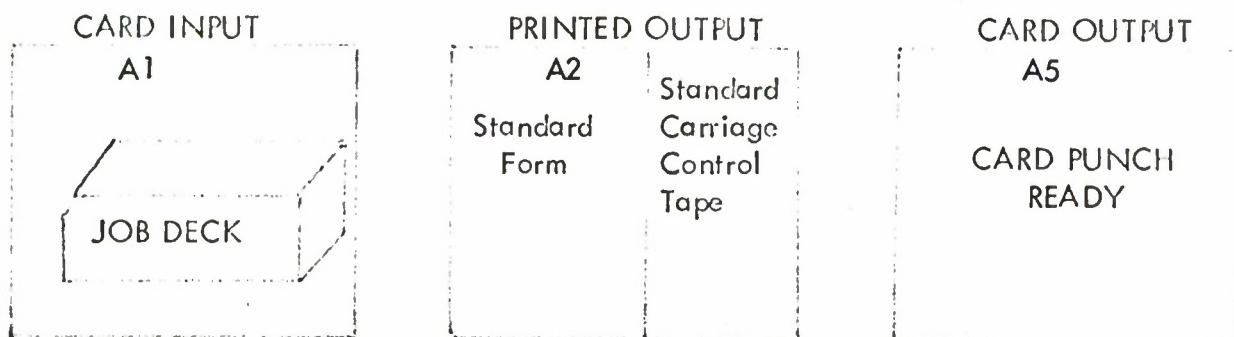 CARD INPUT
A1
JOB DECK
PRINTED OUTPUT
A2
Standard
Form
Standard
Carriage
Control
Tape
CARD OUTPUT
A5
CARD PUNCH
READY